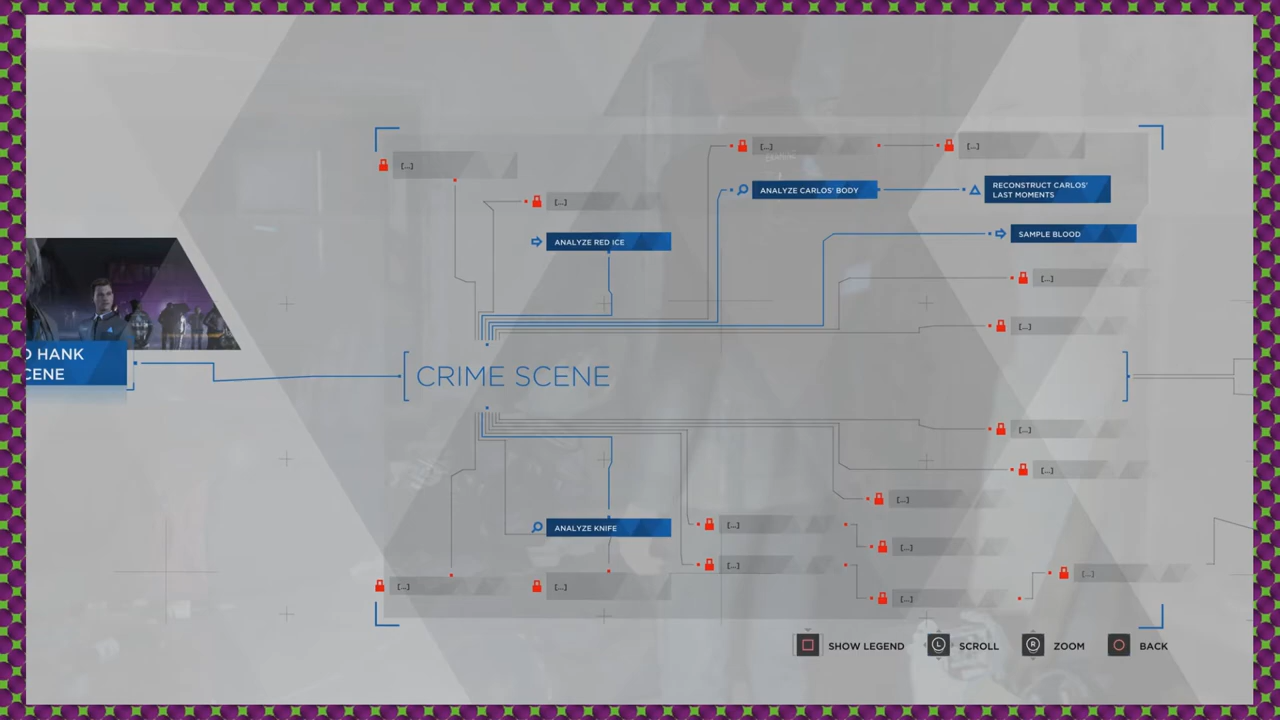 [...]
[...]
[...]
[...]
ANALYZE CARLOS' BODY
RECONSTRUCT CARLOS'
LAST MOMENTS
ANALYZE RED ICE
SAMPLE BLOOD
[...]
[...]
HANK
CENE
CRIME SCENE
[...]
[...]
[...]
ANALYZE KNIFE
[...]
[...]
[...]
[...]
[...]
[...]
[...]
SHOW LEGEND
L
SCROLL
R
ZOOM
BACK